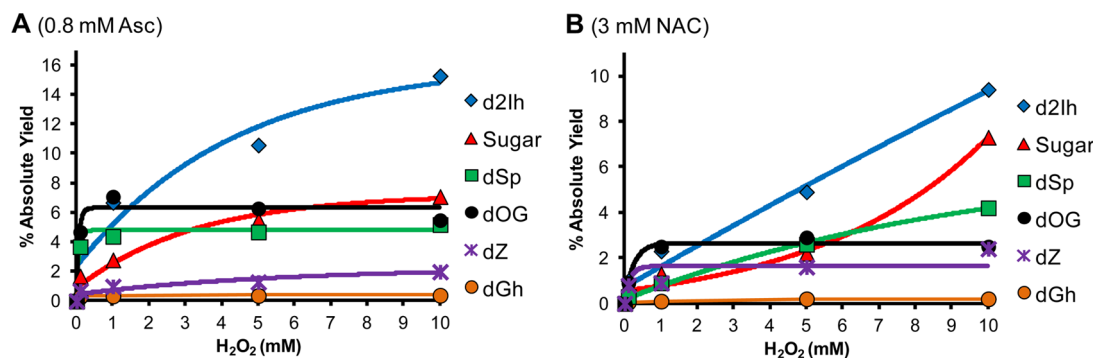 A (0.8 mM Asc)
% Absolute Yield
16
14
12
10
8
6
4
2
0
0 1 2 3 4 5 6 7 8 9 10
H₂O₂ (mM)
d2Ih
Sugar
dSp
dOG
dZ
dGh
B (3 mM NAC)
% Absolute Yield
10
8
6
4
2
0
0 1 2 3 4 5 6 7 8 9 10
H₂O₂ (mM)
d2Ih
Sugar
dSp
dOG
dZ
dGh